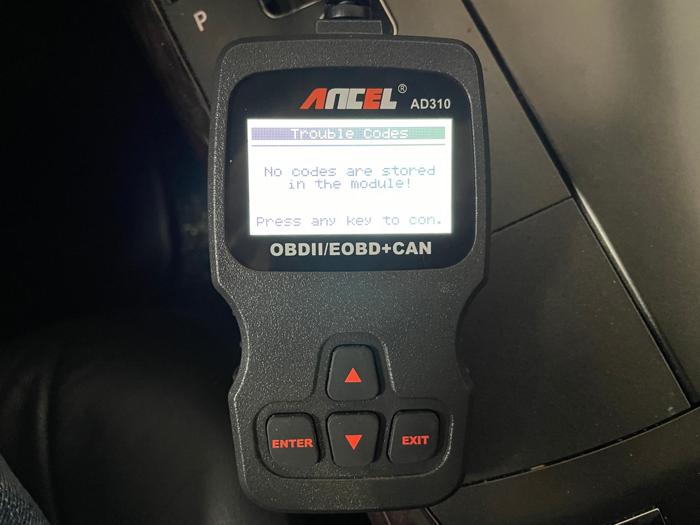 P
ANCEL® AD310
Trouble Codes
No codes are stored
in the module!
Press any key to con.
OBDII/EOBD+CAN
ENTER
EXIT